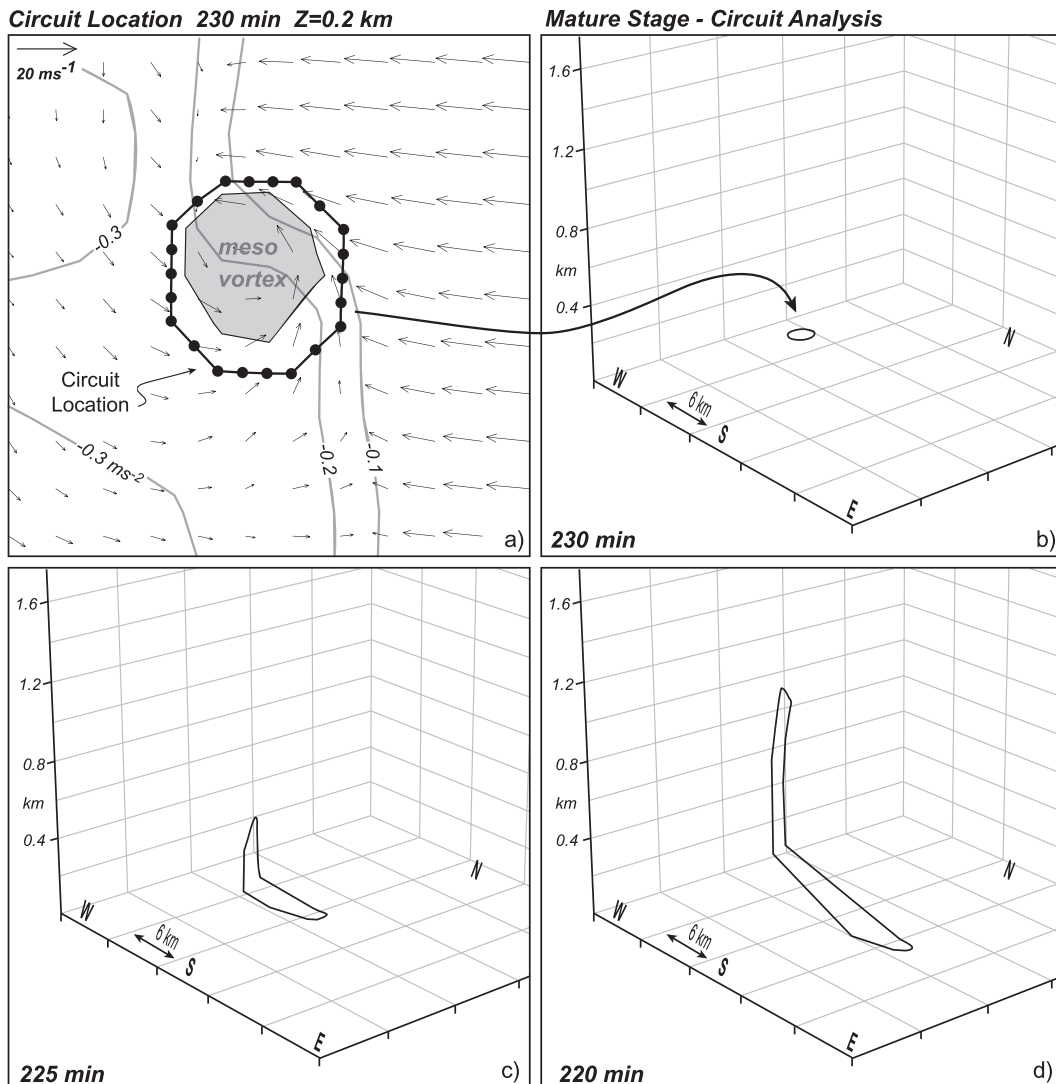 Circuit Location 230 min Z=0.2 km
Mature Stage - Circuit Analysis
20 ms-1
-0.3
meso
vortex
Circuit
Location
-0.3 ms-2
-0.2
-0.1
a)
1.6
1.2
0.8
km
0.4
W
6 km
S
N
E
230 min
b)
1.6
1.2
0.8
km
0.4
W
6 km
S
N
E
225 min
c)
1.6
1.2
0.8
km
0.4
W
6 km
S
N
E
220 min
d)